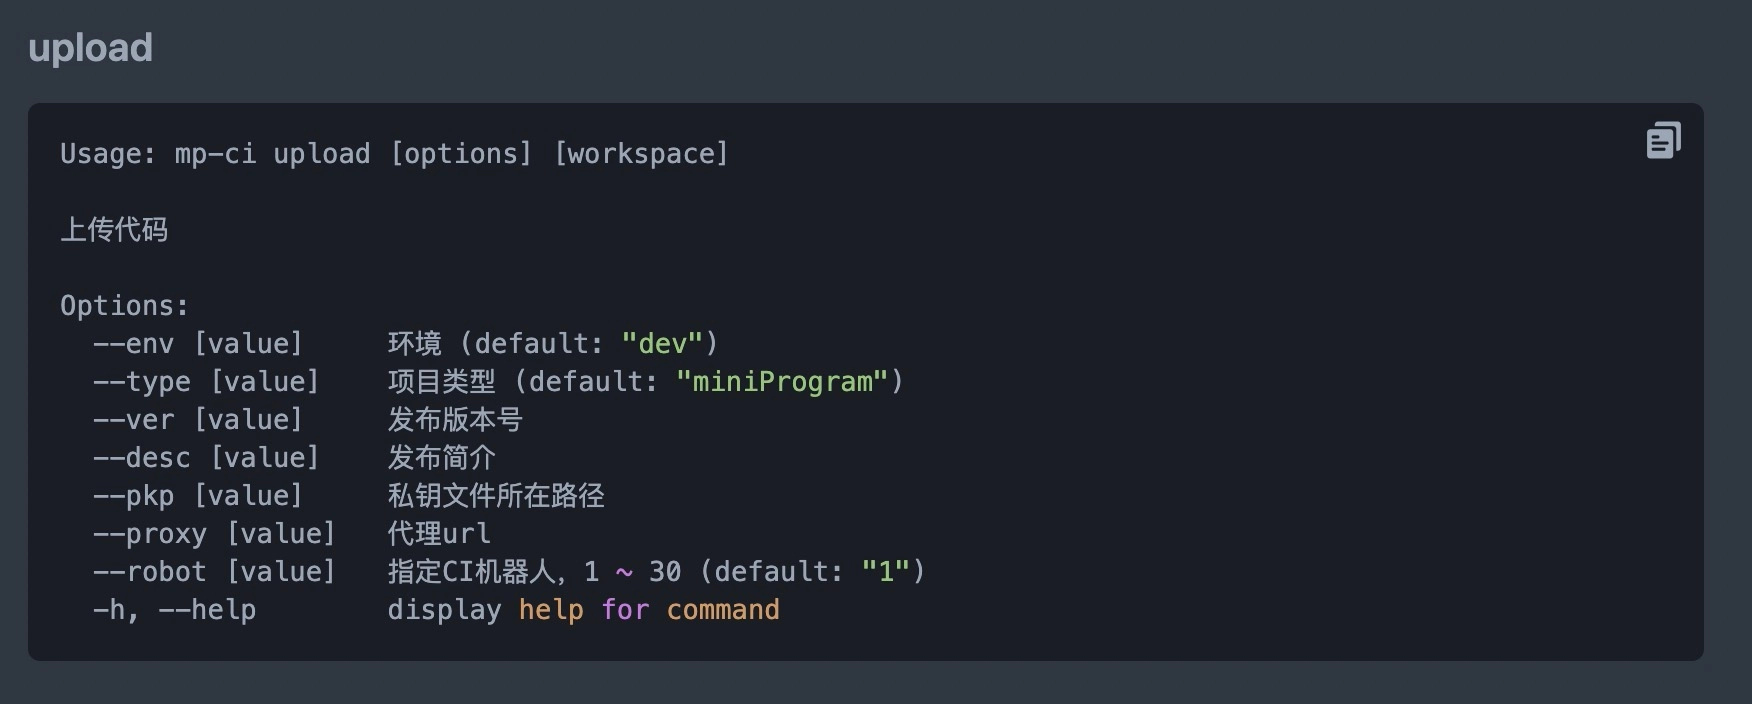 upload
Usage: mp-ci upload [options] [workspace]
上传代码
Options:
--env [value] 环境 (default: "dev")
--type [value] 项目类型 (default: "miniProgram")
--ver [value] 发布版本号
--desc [value] 发布简介
--pkp [value] 私钥文件所在路径
--proxy [value] 代理url
--robot [value] 指定CI机器人，1 ~ 30 (default: "1")
-h, --help display help for command